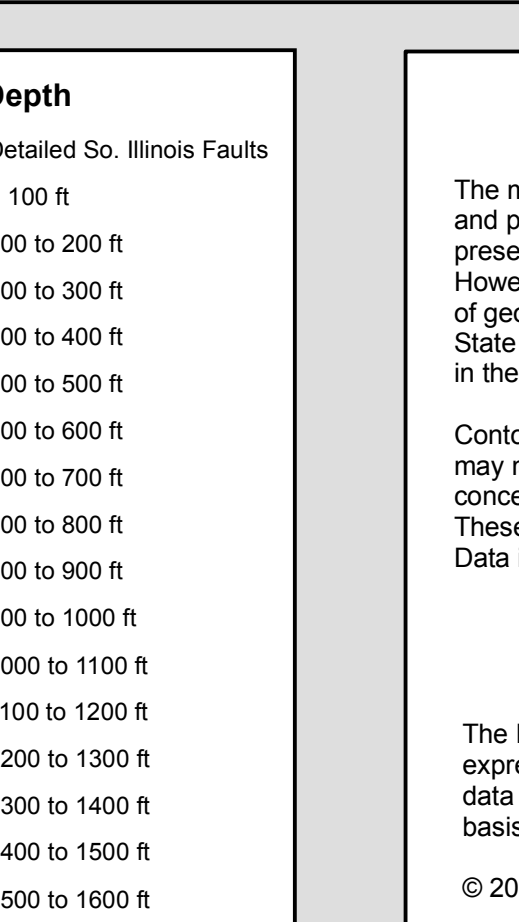 Depth
Detailed So. Illinois Faults
100 ft
00 to 200 ft
00 to 300 ft
00 to 400 ft
00 to 500 ft
00 to 600 ft
00 to 700 ft
00 to 800 ft
00 to 900 ft
00 to 1000 ft
000 to 1100 ft
100 to 1200 ft
200 to 1300 ft
300 to 1400 ft
400 to 1500 ft
500 to 1600 ft
The
and p
prese
Howe
of geo
State
in the
Conto
may
conce
These
Data
The
expre
data
basis
© 20